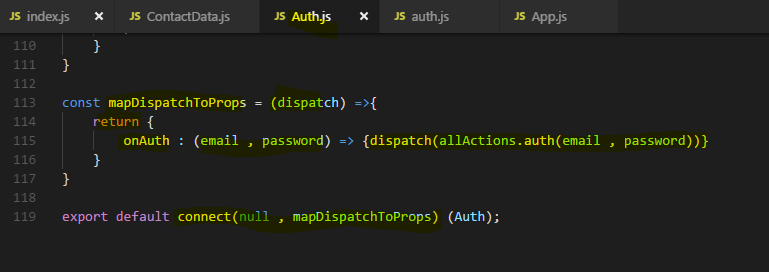 JS index.js × JS ContactData.js JS Auth.js × JS auth.js JS App.js
110 }
111 }
112
113 const mapDispatchToProps = (dispatch) =>{
114 return {
115 onAuth : (email , password) => {dispatch(allActions.auth(email , password))}
116 }
117 }
118
119 export default connect(null , mapDispatchToProps) (Auth);